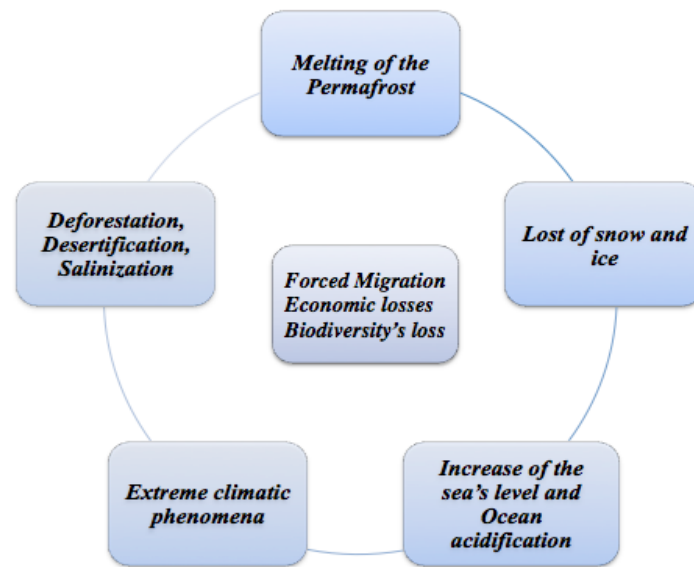 Melting of the
Permafrost
Lost of snow and
ice
Increase of the
sea's level and
Ocean
acidification
Extreme climatic
phenomena
Deforestation,
Desertification,
Salinization
Forced Migration
Economic losses
Biodiversity's loss